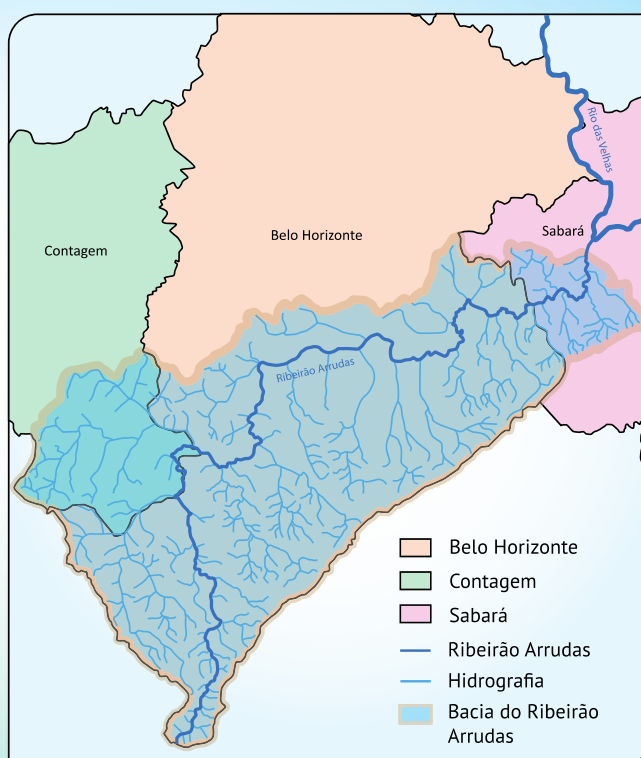 Rio das Velhas
Sabará
Belo Horizonte
Contagem
Ribeirão Arrudas
Belo Horizonte
Contagem
Sabará
Ribeirão Arrudas
Hidrografia
Bacia do Ribeirão
Arrudas